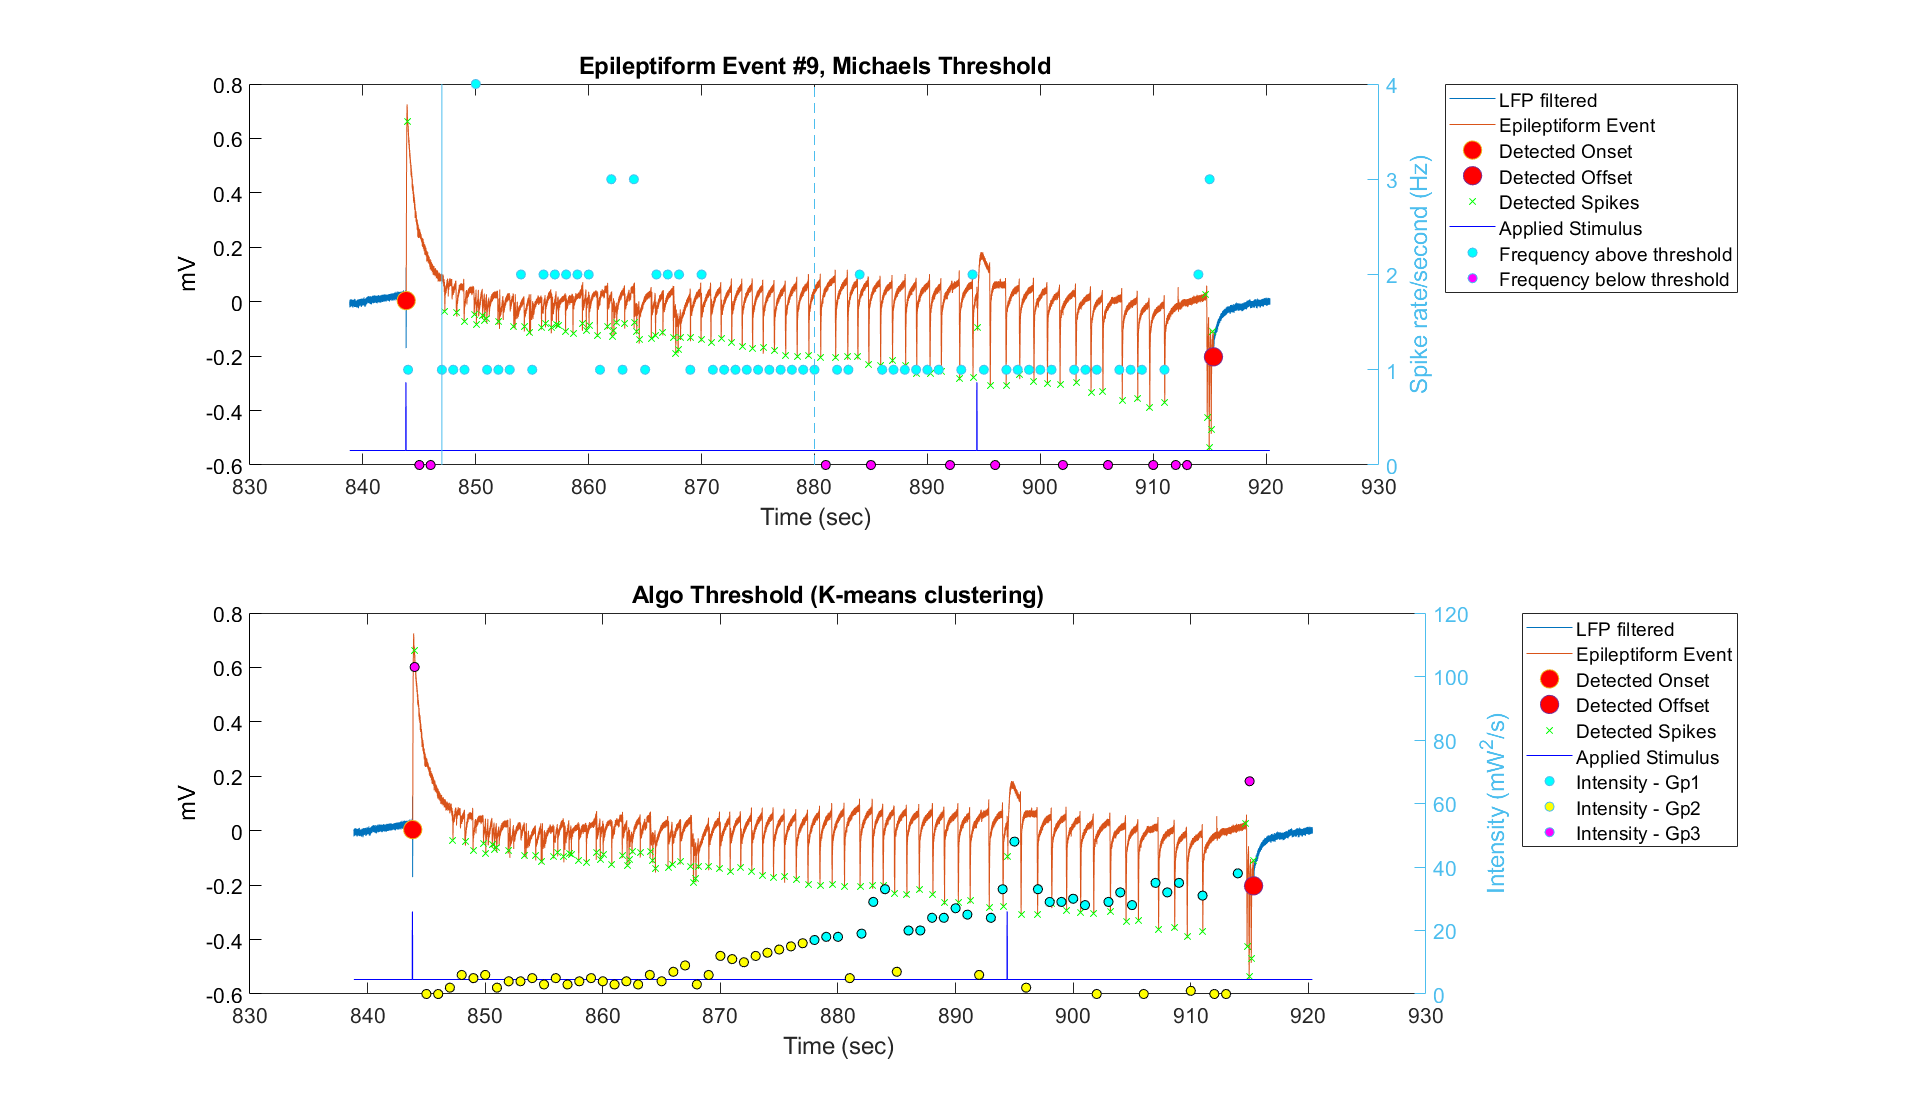 Epileptiform Event #9, Michaels Threshold
0.8
0.6
0.4
0.2
0
-0.2
-0.4
-0.6
mV
830 840 850 860 870 880 890 900 910 920 930
Time (sec)
4
3
2
1
0
Spike rate/second (Hz)
LFP filtered
Epileptiform Event
Detected Onset
Detected Offset
Detected Spikes
Applied Stimulus
Frequency above threshold
Frequency below threshold
Algo Threshold (K-means clustering)
0.8
0.6
0.4
0.2
0
-0.2
-0.4
-0.6
mV
830 840 850 860 870 880 890 900 910 920 930
Time (sec)
120
100
80
60
40
20
0
Intensity (mW²/s)
LFP filtered
Epileptiform Event
Detected Onset
Detected Offset
Detected Spikes
Applied Stimulus
Intensity - Gp1
Intensity - Gp2
Intensity - Gp3